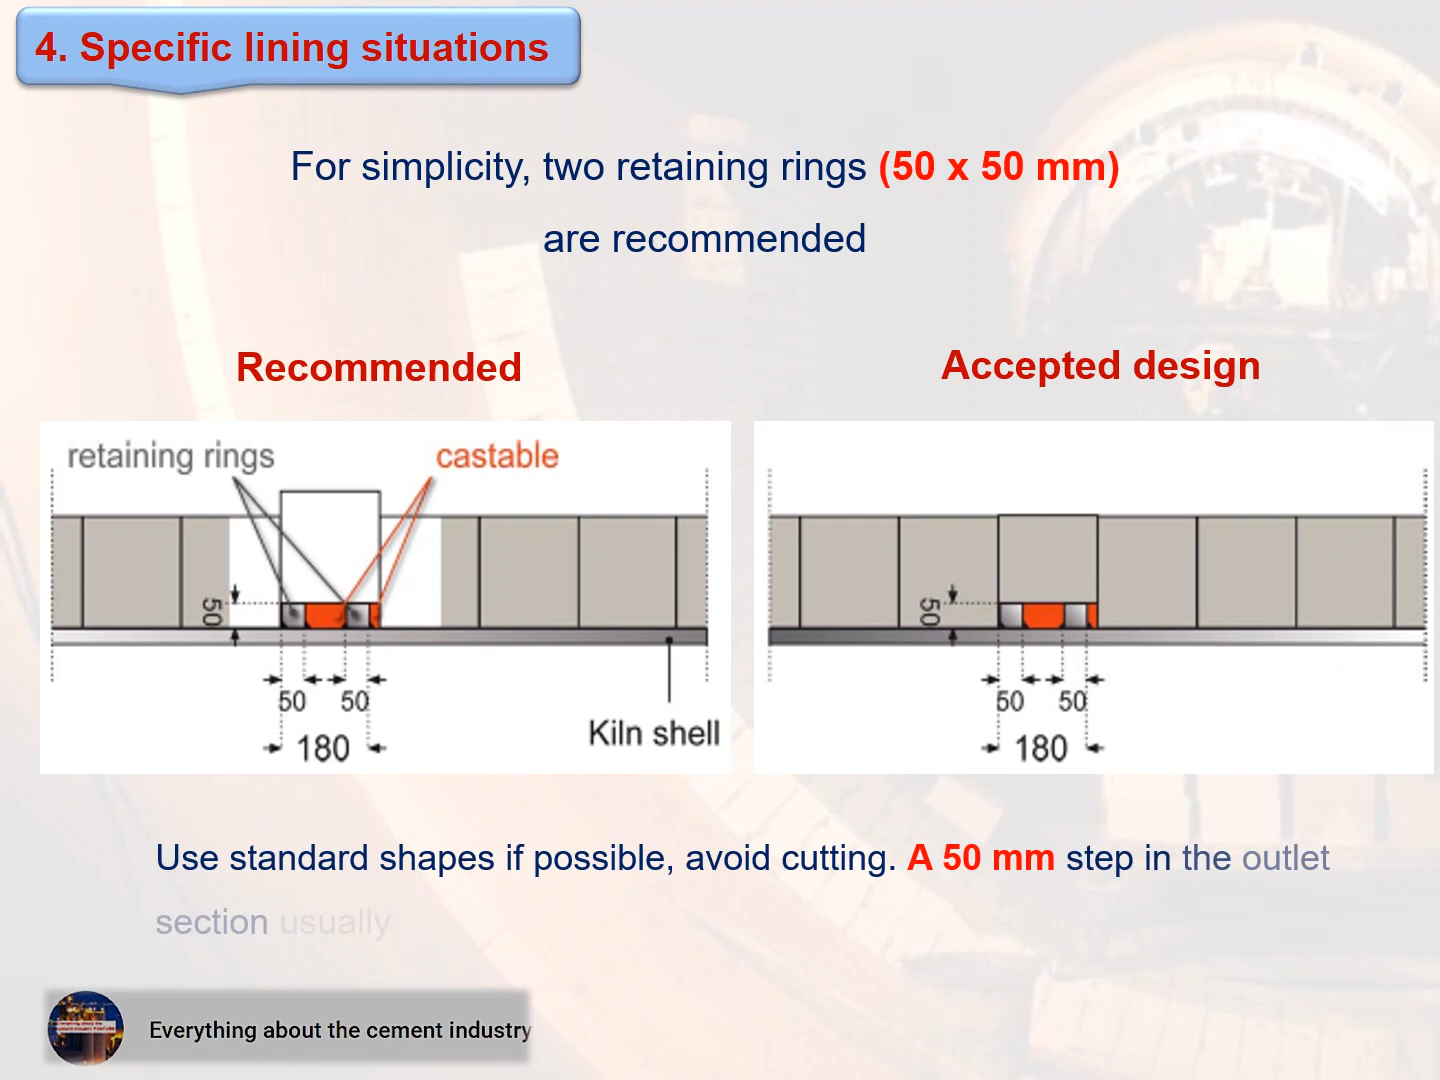 4. Specific lining situations
For simplicity, two retaining rings (50 x 50 mm)
are recommended
Recommended
Accepted design
retaining rings
castable
50
50
50
180
Kiln shell
50
50
50
180
Use standard shapes if possible, avoid cutting. A 50 mm step in the outlet
section usually
Everything about the cement industry